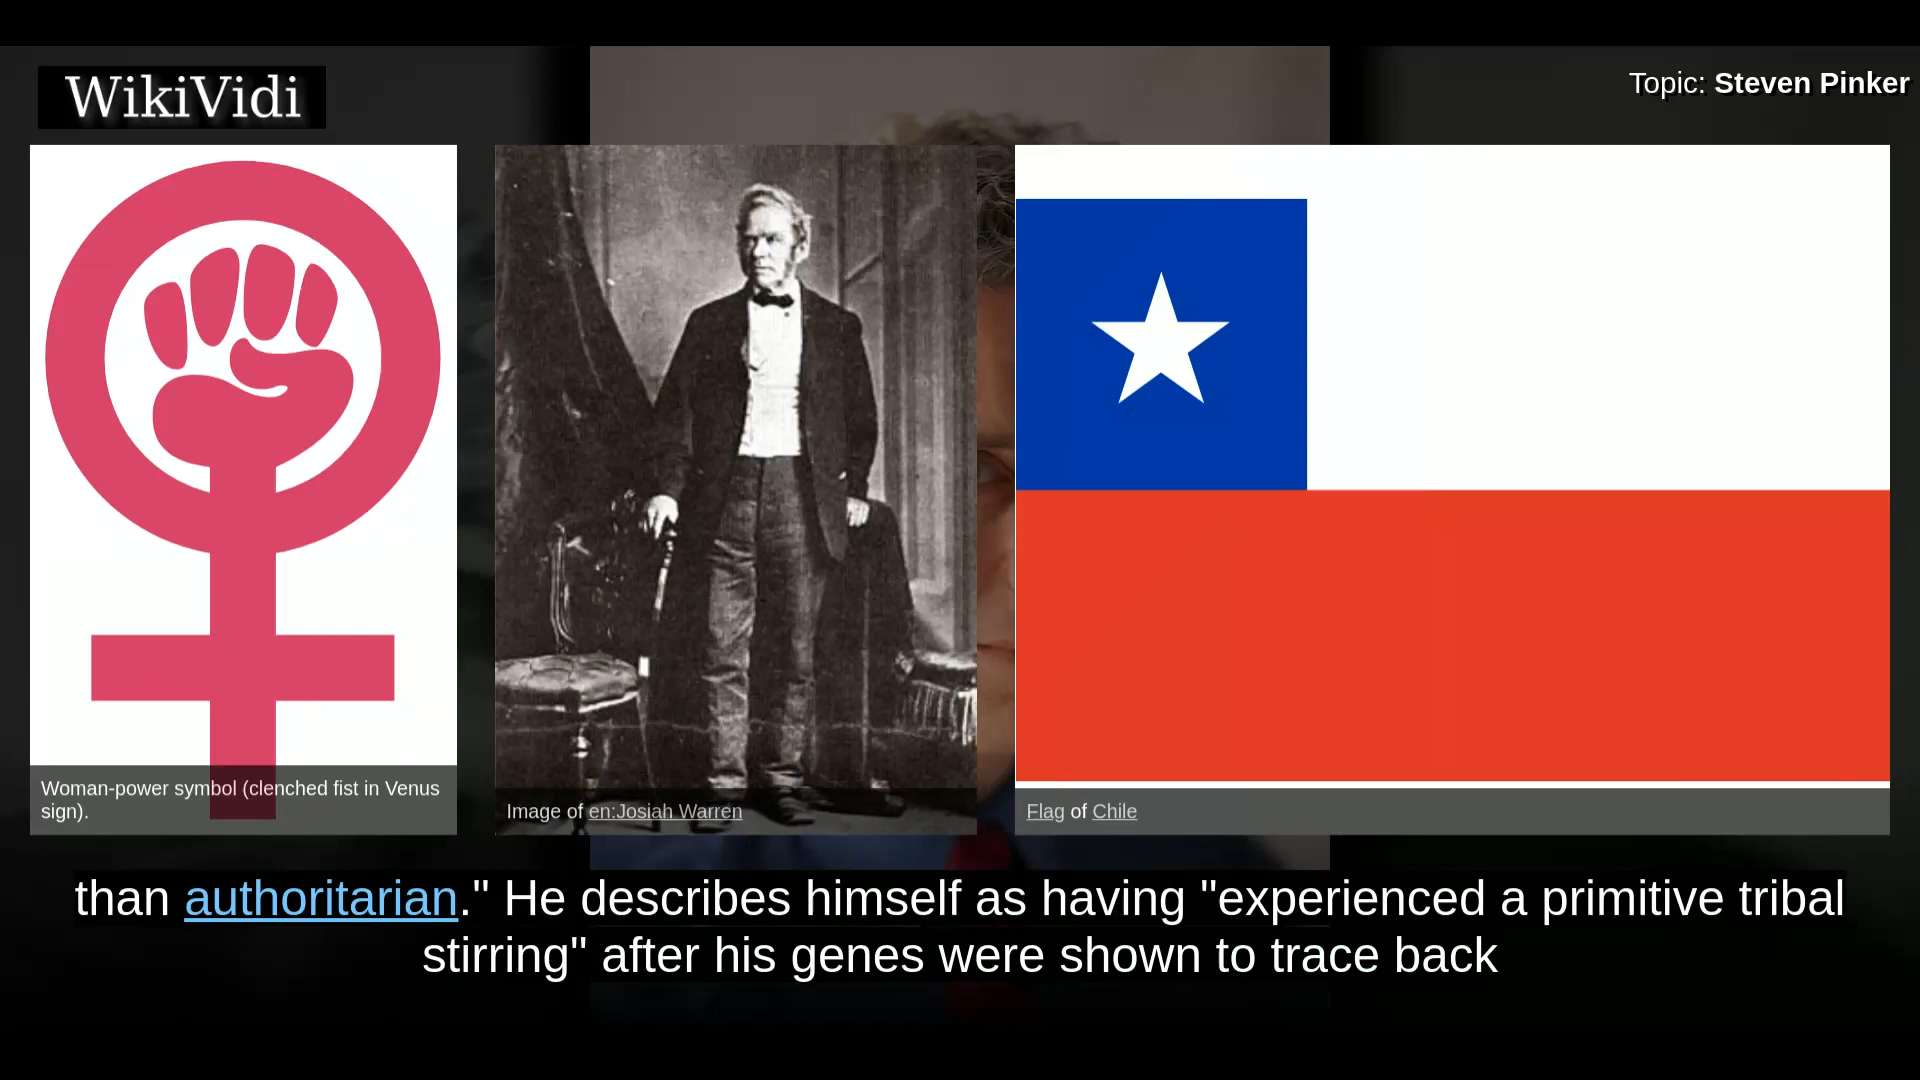 WikiVidi
Topic: Steven Pinker
Woman-power symbol (clenched fist in Venus
sign).
Image of en:Josiah Warren
Flag of Chile
than authoritarian." He describes himself as having "experienced a primitive tribal
stirring" after his genes were shown to trace back